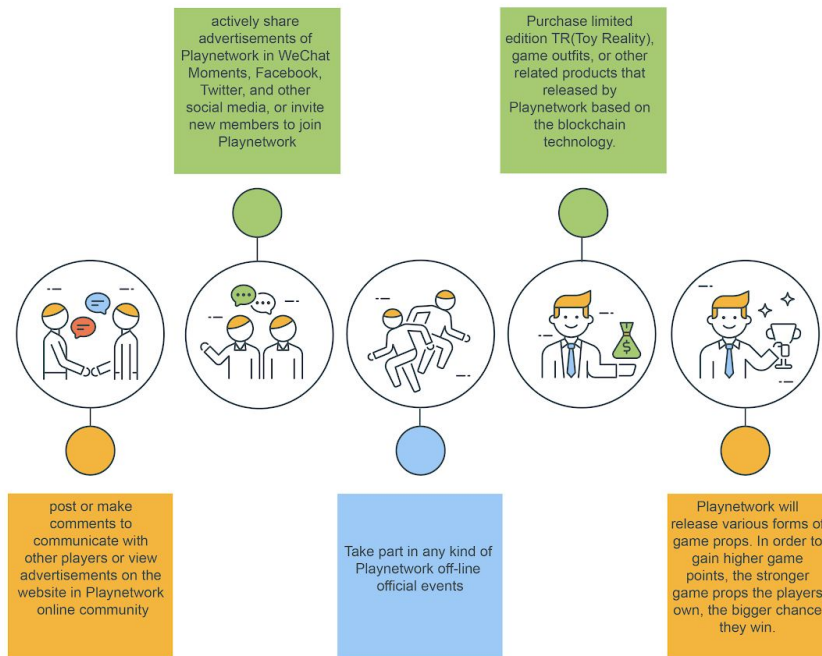 actively share
advertisements of
Playnetwork in WeChat
Moments, Facebook,
Twitter, and other
social media, or invite
new members to join
Playnetwork
Purchase limited
edition TR(Toy Reality),
game outfits, or other
related products that
released by
Playnetwork based on
the blockchain
technology.
$
post or make
comments to
communicate with
other players or view
advertisements on the
website in Playnetwork
online community
Take part in any kind of
Playnetwork off-line
official events
Playnetwork will
release various forms of
game props. In order to
gain higher game
points, the stronger
game props the players
own, the bigger chance
they win.